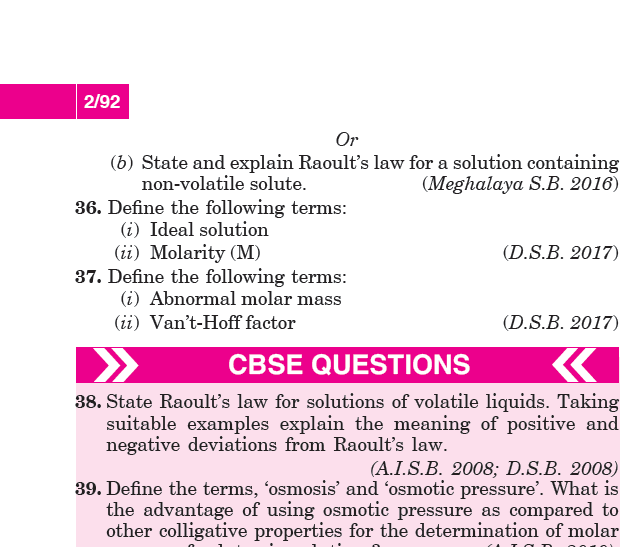 2/92
Or
(b) State and explain Raoult's law for a solution containing
non-volatile solute. (Meghalaya S.B. 2016)
36. Define the following terms:
(i) Ideal solution
(ii) Molarity (M) (D.S.B. 2017)
37. Define the following terms:
(i) Abnormal molar mass
(ii) Van't-Hoff factor (D.S.B. 2017)
CBSE QUESTIONS
38. State Raoult's law for solutions of volatile liquids. Taking
suitable examples explain the meaning of positive and
negative deviations from Raoult's law.
(A.I.S.B. 2008; D.S.B. 2008)
39. Define the terms, 'osmosis' and 'osmotic pressure'. What is
the advantage of using osmotic pressure as compared to
other colligative properties for the determination of molar